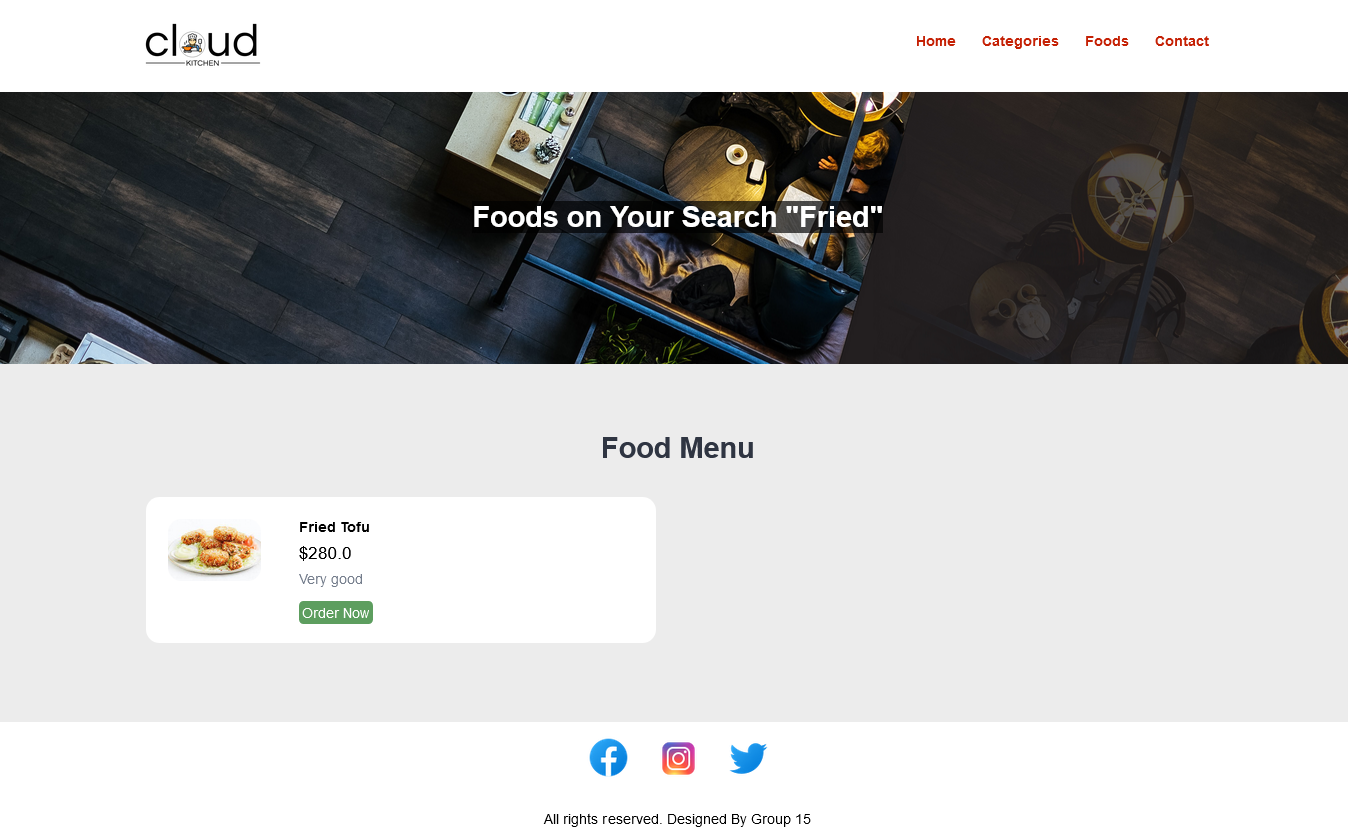 cloud
KITCHEN
Home Categories Foods Contact
Foods on Your Search "Fried"
Food Menu
Fried Tofu
$280.0
Very good
Order Now
All rights reserved. Designed By Group 15